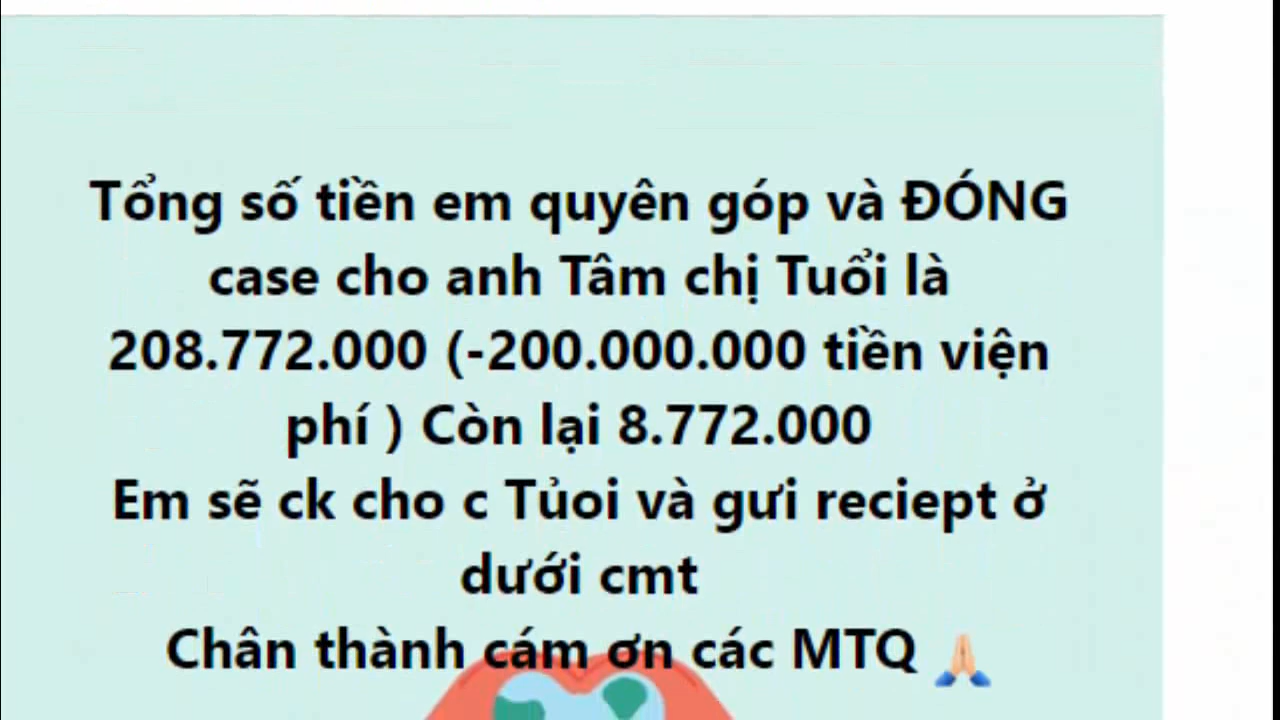 Tổng số tiền em quyên góp và ĐÓNG
case cho anh Tâm chị Tuổi là
208.772.000 (-200.000.000 tiền viện
phí ) Còn lại 8.772.000
Em sẽ ck cho c Tủoi và gưi reciept ở
dưới cmt
Chân thành cám ơn các MTQ 🙏🏻